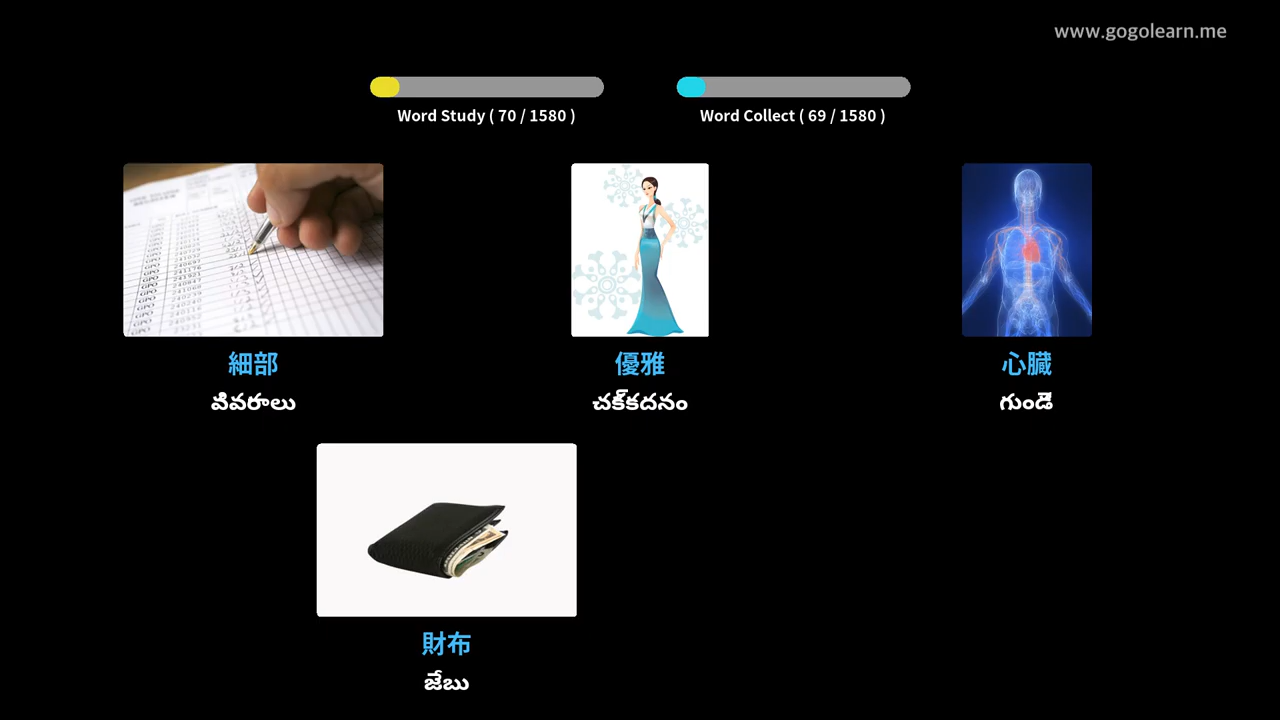 www.gogolearn.me
Word Study ( 70 / 1580 )
Word Collect ( 69 / 1580 )
細部
వివరాలు
優雅
చక్కదనం
心臓
గుండె
財布
జేబు